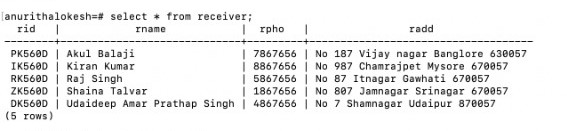 anurithalokesh=# select * from receiver;
rid | rname | rpho | radd
PK560D | Akul Balaji | 7867656 | No 187 Vijay nagar Banglore 630057
IK560D | Kiran Kumar | 8867656 | No 987 Chamrajpet Mysore 670057
RK560D | Raj Singh | 5867656 | No 87 Itnagar Gawhati 670057
ZK560D | Shaina Talvar | 1867656 | No 807 Jamnagar Srinagar 670057
DK560D | Udaideep Amar Prathap Singh | 4867656 | No 7 Shamnagar Udaipur 870057
(5 rows)